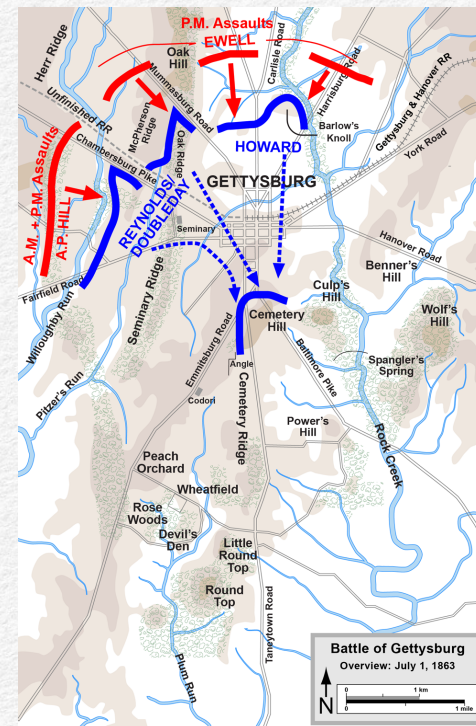 P.M. Assaults
EWELL
Oak
Hill
Carlisle Road
Harrisburg Road
Herr Ridge
Mummasburg Road
Unfinished RR
McPherson
Ridge
Gettysburg & Hanover RR
Barlow's
Knoll
York Road
Chambersburg Pike
Oak Ridge
HOWARD
GETTYSBURG
A.M. + P.M. Assaults
A.P. HILL
REYNOLDS/
DOUBLEDAY
Seminary
Hanover Road
Benner's
Hill
Fairfield Road
Culp's
Hill
Willoughby Run
Seminary Ridge
Wolf's
Hill
Cemetery
Hill
Emmitsburg Road
Baltimore Pike
Spangler's
Spring
Pitzer's Run
Angle
Codori
Cemetery Ridge
Power's
Hill
Rock Creek
Peach
Orchard
Wheatfield
Rose
Woods
Devil's
Den
Little
Round
Top
Round
Top
Taneytown Road
Plum Run
Battle of Gettysburg
Overview: July 1, 1863
N
0 1 km
0 1 mile